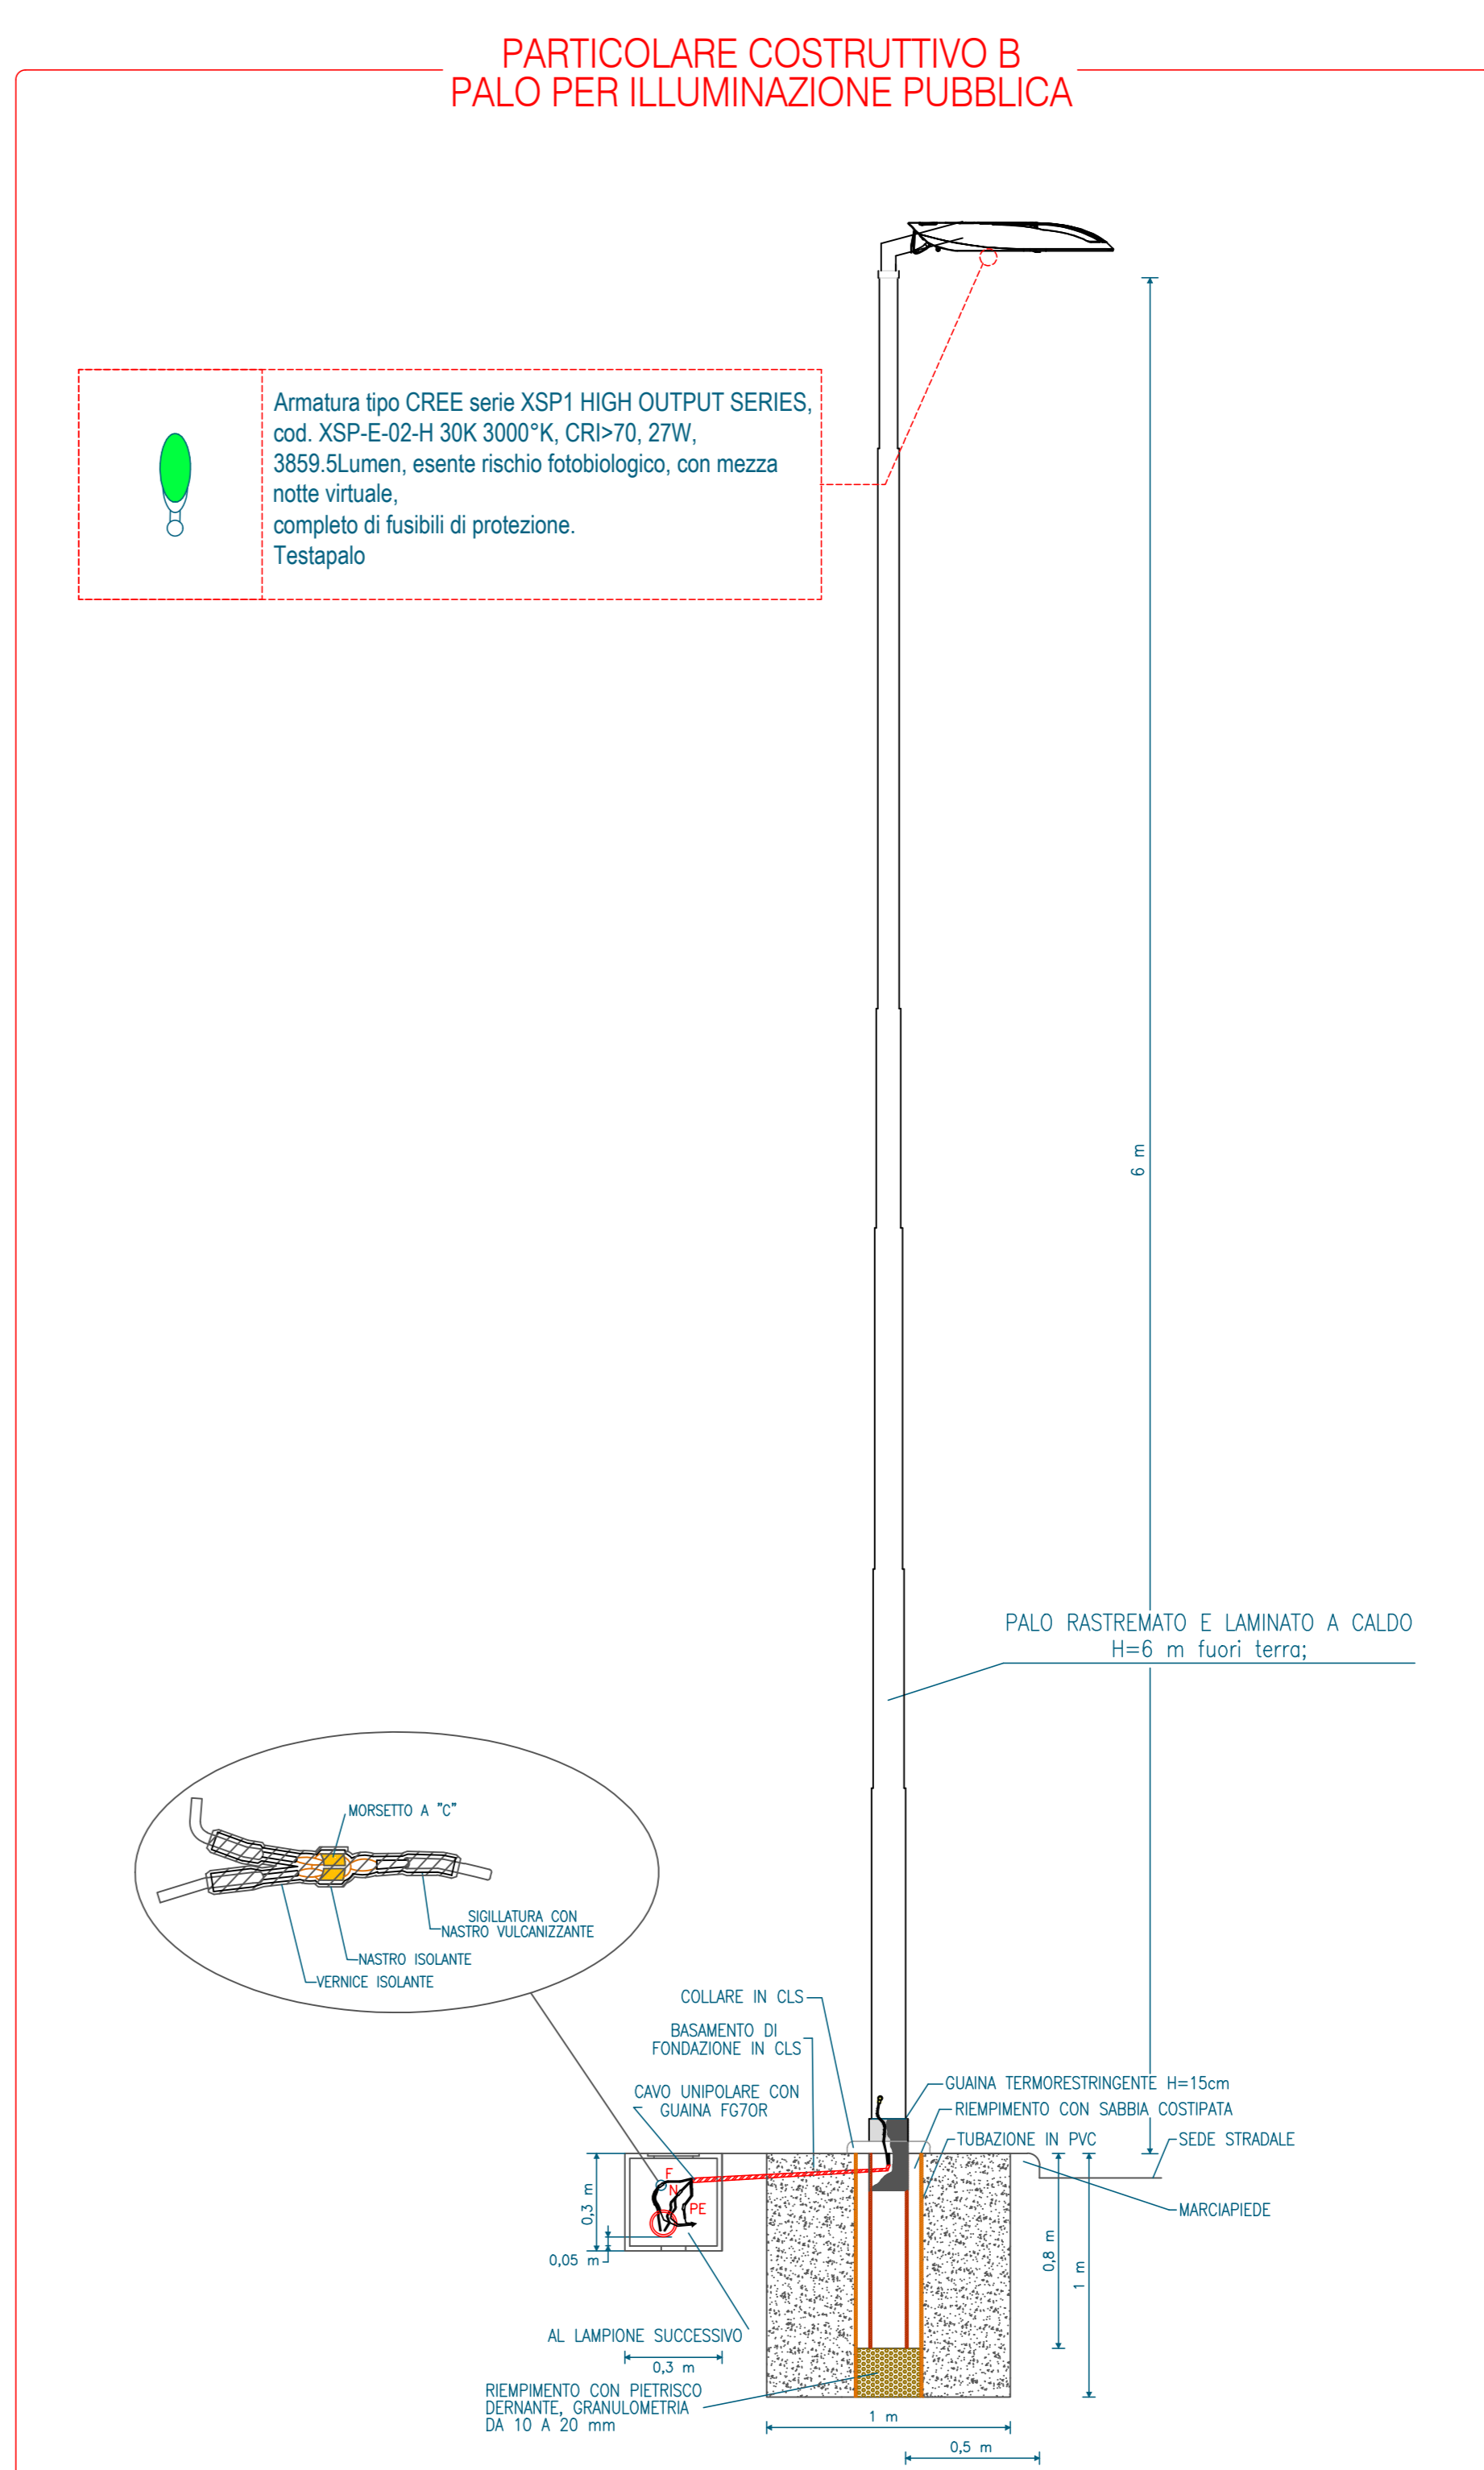 PARTICOLARE COSTRUTTIVO B
PALO PER ILLUMINAZIONE PUBBLICA
Armatura tipo CREE serie XSP1 HIGH OUTPUT SERIES,
cod. XSP-E-02-H 30K 3000°K, CRI>70, 27W,
3859.5Lumen, esente rischio fotobiologico, con mezza
notte virtuale,
completo di fusibili di protezione.
Testapalo
6 m
PALO RASTREMATO E LAMINATO A CALDO
H=6 m fuori terra;
MORSETTO A "C"
SIGILLATURA CON
NASTRO VULCANIZZANTE
NASTRO ISOLANTE
VERNICE ISOLANTE
COLLARE IN CLS
BASAMENTO DI
FONDAZIONE IN CLS
CAVO UNIPOLARE CON
GUAINA FG7OR
GUAINA TERMORESTRINGENTE H=15cm
RIEMPIMENTO CON SABBIA COSTIPATA
TUBAZIONE IN PVC
SEDE STRADALE
MARCIAPIEDE
F
N
PE
0,3 m
0,05 m
0,8 m
1 m
AL LAMPIONE SUCCESSIVO
0,3 m
RIEMPIMENTO CON PIETRISCO
DERNANTE, GRANULOMETRIA
DA 10 A 20 mm
1 m
0,5 m